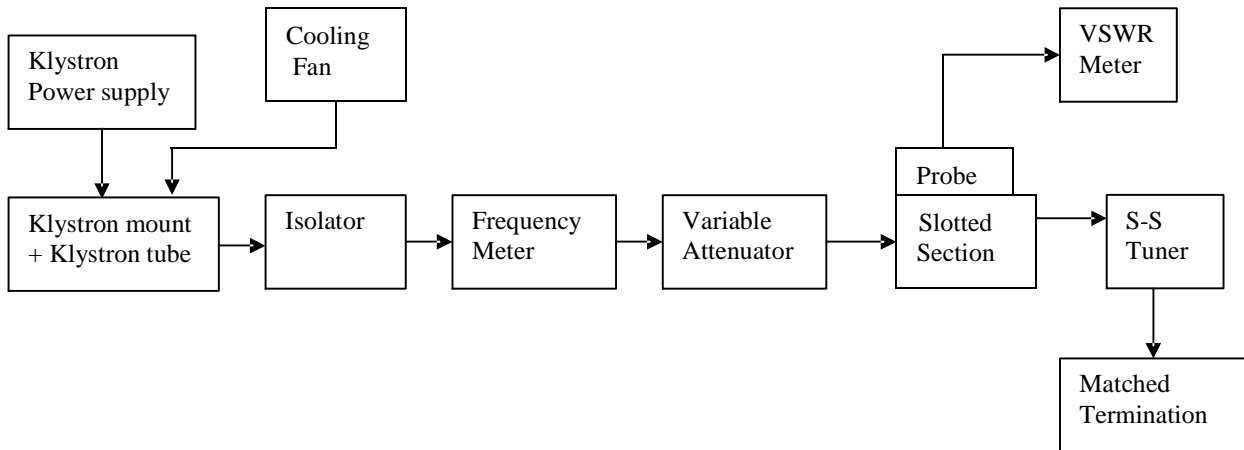 Klystron
Power supply
Cooling
Fan
VSWR
Meter
Probe
Klystron mount
+ Klystron tube
Isolator
Frequency
Meter
Variable
Attenuator
Slotted
Section
S-S
Tuner
Matched
Termination